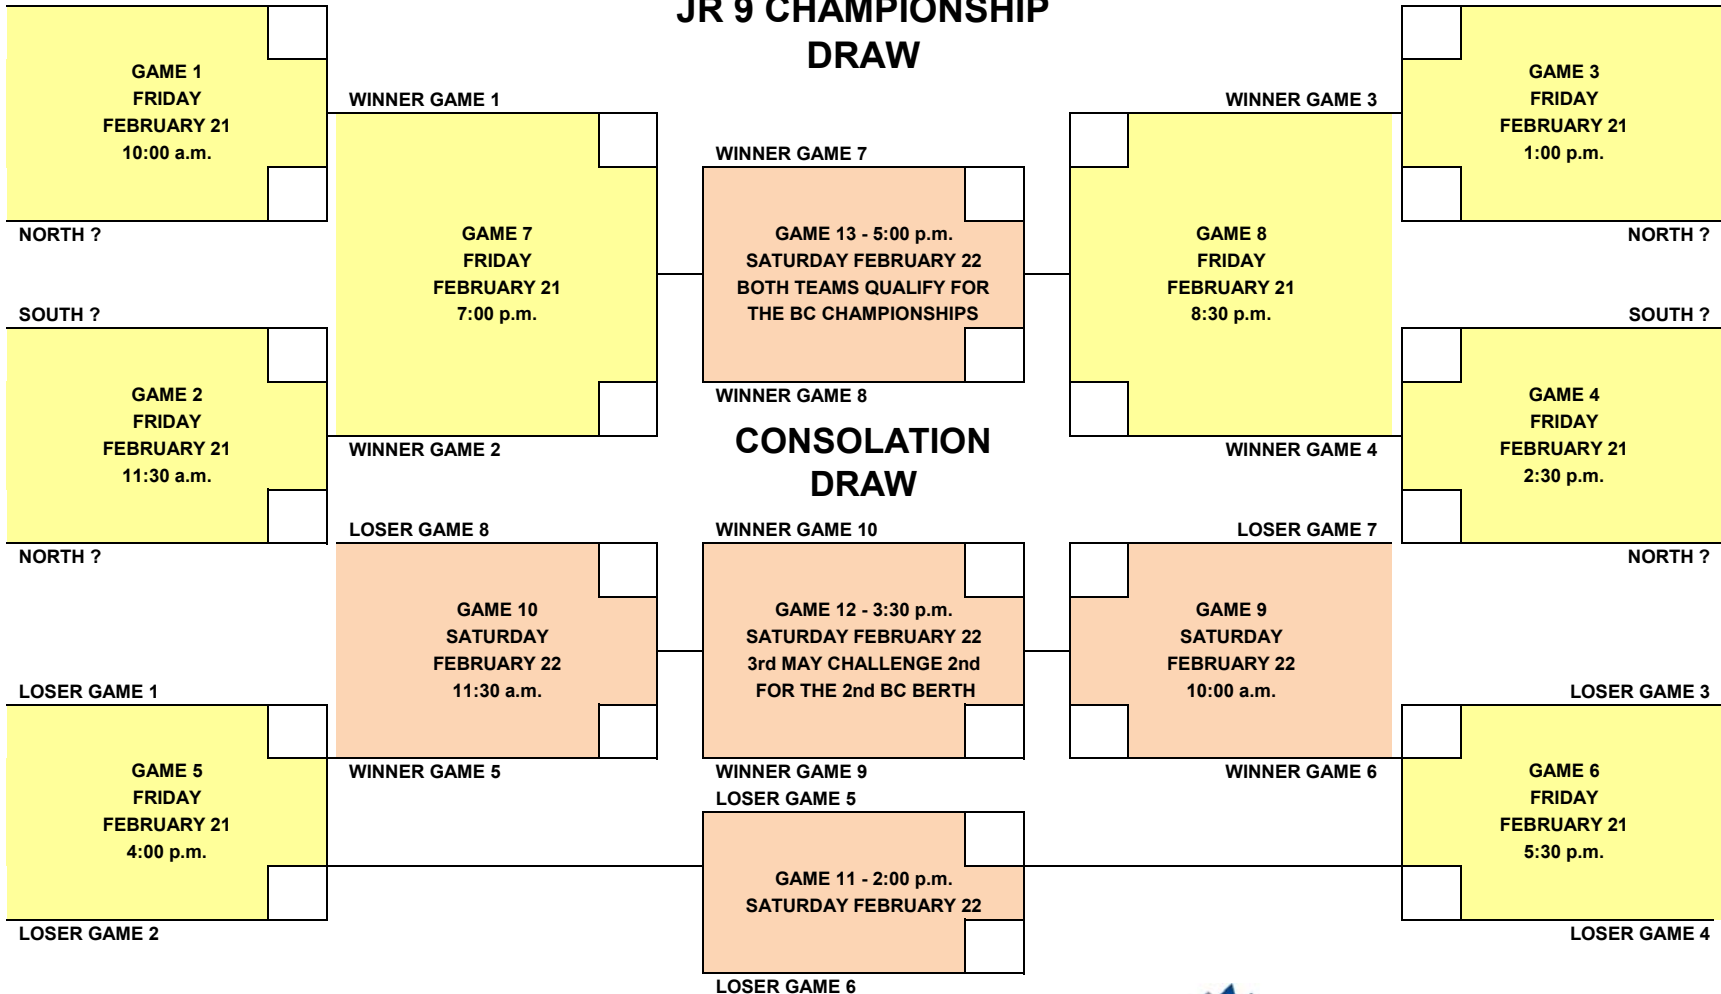 JR 9 CHAMPIONSHIP
DRAW
GAME 1
FRIDAY
FEBRUARY 21
10:00 a.m.
NORTH ?
WINNER GAME 1
GAME 7
FRIDAY
FEBRUARY 21
7:00 p.m.
WINNER GAME 2
WINNER GAME 7
GAME 13 - 5:00 p.m.
SATURDAY FEBRUARY 22
BOTH TEAMS QUALIFY FOR
THE BC CHAMPIONSHIPS
WINNER GAME 8
WINNER GAME 3
GAME 8
FRIDAY
FEBRUARY 21
8:30 p.m.
WINNER GAME 4
GAME 3
FRIDAY
FEBRUARY 21
1:00 p.m.
NORTH ?
SOUTH ?
GAME 2
FRIDAY
FEBRUARY 21
11:30 a.m.
NORTH ?
SOUTH ?
GAME 4
FRIDAY
FEBRUARY 21
2:30 p.m.
NORTH ?
CONSOLATION
DRAW
LOSER GAME 8
GAME 10
SATURDAY
FEBRUARY 22
11:30 a.m.
WINNER GAME 5
WINNER GAME 10
GAME 12 - 3:30 p.m.
SATURDAY FEBRUARY 22
3rd MAY CHALLENGE 2nd
FOR THE 2nd BC BERTH
WINNER GAME 9
LOSER GAME 7
GAME 9
SATURDAY
FEBRUARY 22
10:00 a.m.
WINNER GAME 6
LOSER GAME 1
GAME 5
FRIDAY
FEBRUARY 21
4:00 p.m.
LOSER GAME 2
LOSER GAME 5
GAME 11 - 2:00 p.m.
SATURDAY FEBRUARY 22
LOSER GAME 6
LOSER GAME 3
GAME 6
FRIDAY
FEBRUARY 21
5:30 p.m.
LOSER GAME 4